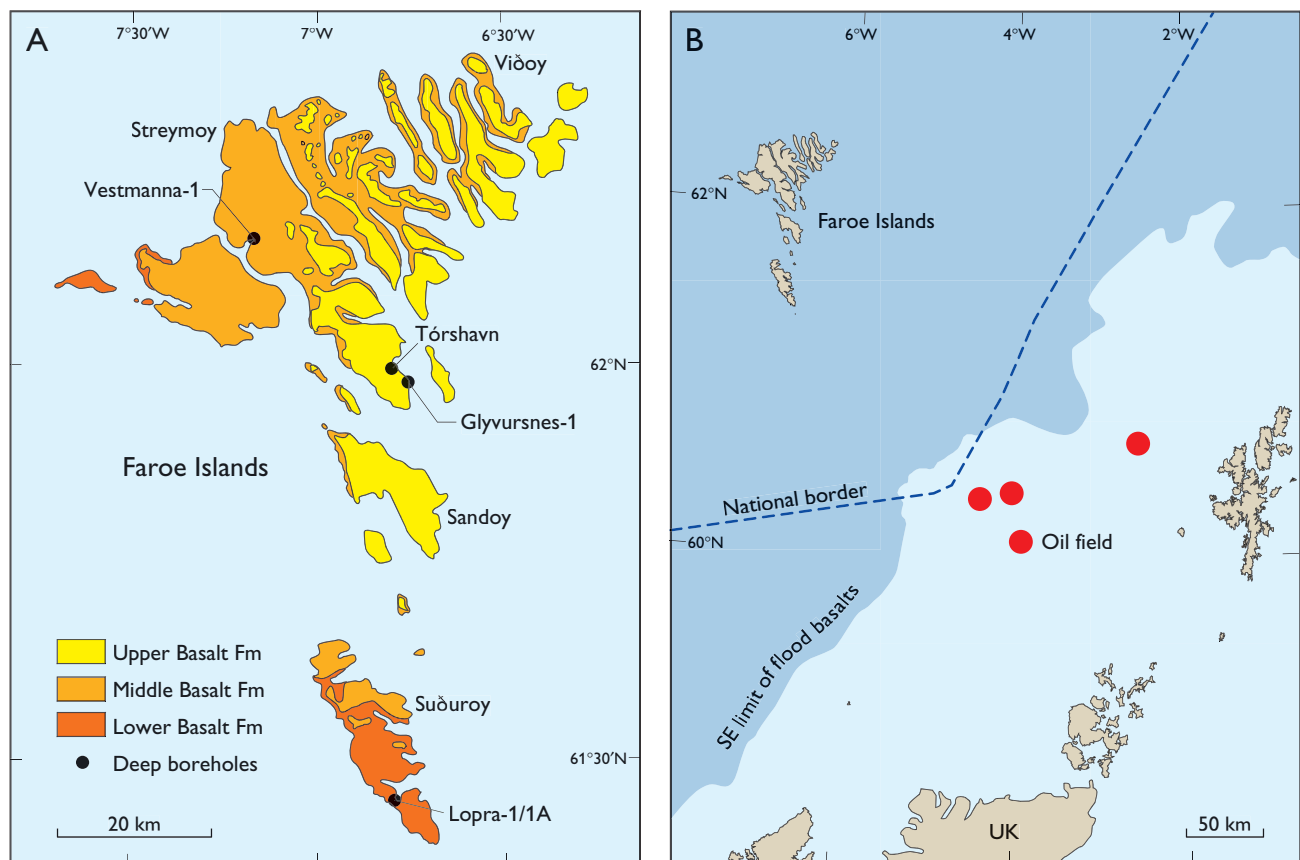 A
7°30'W
7°W
6°30'W
Viðoy
Streymoy
Vestmanna-1
Tórshavn
62°N
Glyvursnes-1
Faroe Islands
Sandoy
Upper Basalt Fm
Middle Basalt Fm
Lower Basalt Fm
Deep boreholes
Suðuroy
61°30'N
Lopra-1/1A
20 km
B
6°W
4°W
2°W
62°N
Faroe Islands
National border
60°N
Oil field
SE limit of flood basalts
UK
50 km